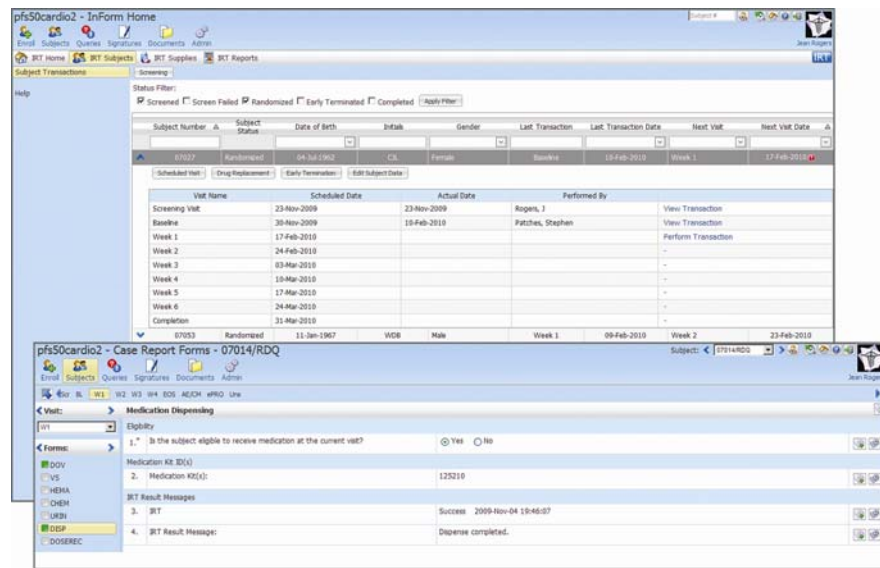 pfs50cardio2 - InForm Home
Subject #
Enrol Subjects Queries Signatures Documents Admin
Jean Rogers
IRT Home IRT Subjects IRT Supplies IRT Reports
IRT
Subject Transactions
Screening
Help
Status Filter:
Screened Screen Failed Randomized Early Terminated Completed Apply Filter
Subject Number Subject Status Date of Birth Initials Gender Last Transaction Last Transaction Date Next Visit Next Visit Date
07027 Randomized 04-Jul-1962 CJL Female Baseline 10-Feb-2010 Week 1 17-Feb-2010
Scheduled Visit Drug Replacement Early Termination Edit Subject Data
Visit Name Scheduled Date Actual Date Performed By
Screening Visit 23-Nov-2009 23-Nov-2009 Rogers, J View Transaction
Baseline 30-Nov-2009 10-Feb-2010 Patches, Stephen View Transaction
Week 1 17-Feb-2010 Perform Transaction
Week 2 24-Feb-2010 -
Week 3 03-Mar-2010 -
Week 4 10-Mar-2010 -
Week 5 17-Mar-2010 -
Week 6 24-Mar-2010 -
Completion 31-Mar-2010 -
07053 Randomized 11-Jan-1967 WDB Male Week 1 09-Feb-2010 Week 2 23-Feb-2010
pfs50cardio2 - Case Report Forms - 07014/RDQ
Subject: 07014/RDQ
Enrol Subjects Queries Signatures Documents Admin
Jean Roge
Scr BL W1 W2 W3 W4 EOS AE/CM ePRO Uns
Visit:
Medication Dispensing
W1
Eligibility
1.* Is the subject eligible to receive medication at the current visit? Yes No
Forms:
DOV
VS
HEMA
CHEM
URIN
DISP
DOSEREC
Medication Kit ID(s)
2. Medication Kit(s): 125210
IRT Result Messages
3. IRT Success 2009-Nov-04 19:46:07
4. IRT Result Message: Dispense completed.